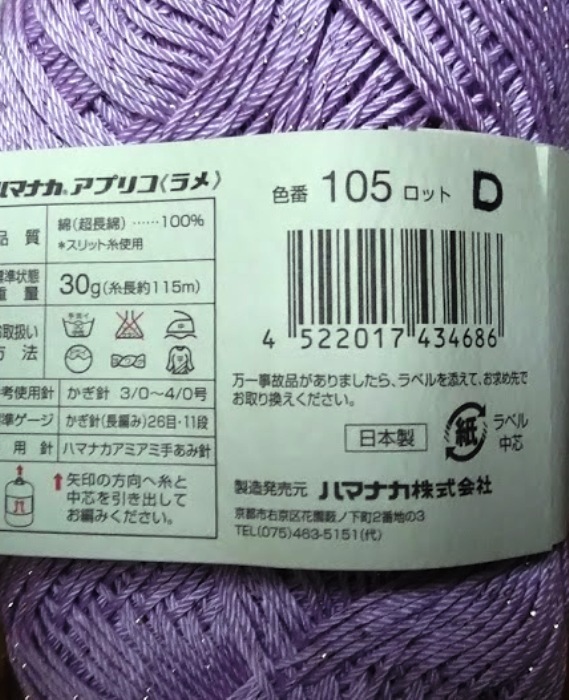 ハマナカ®アプリコ〈ラメ〉
品質
綿(超長綿)……100%
*スリット糸使用
標準状態
重量
30g(糸長約115m)
お取扱い
方法
手洗イ
参考使用針 かぎ針 3/0〜4/0号
標準ゲージ かぎ針(長編み)26目・11段
用針 ハマナカアミアミ手あみ針
矢印の方向へ糸と
中芯を引き出して
お編みください。
色番 105 ロット D
4 522017 434686
万一事故品がありましたら、ラベルを添えて、お求め先で
お取り換えください。
日本製
紙
ラベル
中芯
製造発売元 ハマナカ株式会社
京都市右京区花園薮ノ下町2番地の3
TEL(075)463-5151(代)